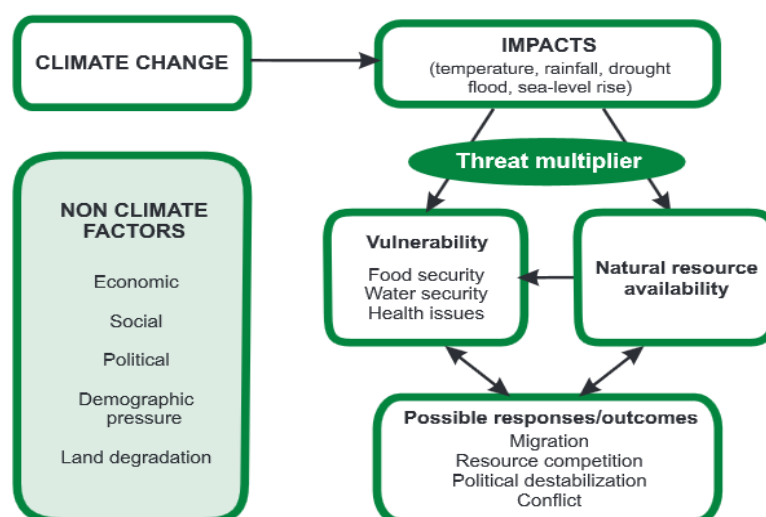 CLIMATE CHANGE
IMPACTS
(temperature, rainfall, drought
flood, sea-level rise)
Threat multiplier
NON CLIMATE
FACTORS
Economic
Social
Political
Demographic
pressure
Land degradation
Vulnerability
Food security
Water security
Health issues
Natural resource
availability
Possible responses/outcomes
Migration
Resource competition
Political destabilization
Conflict